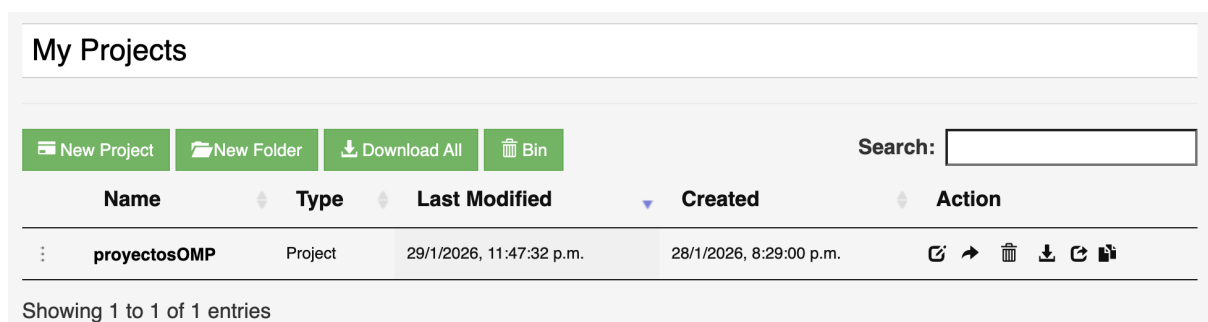 My Projects
New Project New Folder Download All Bin Search:
Name Type Last Modified Created Action
proyectosOMP Project 29/1/2026, 11:47:32 p.m. 28/1/2026, 8:29:00 p.m.
Showing 1 to 1 of 1 entries